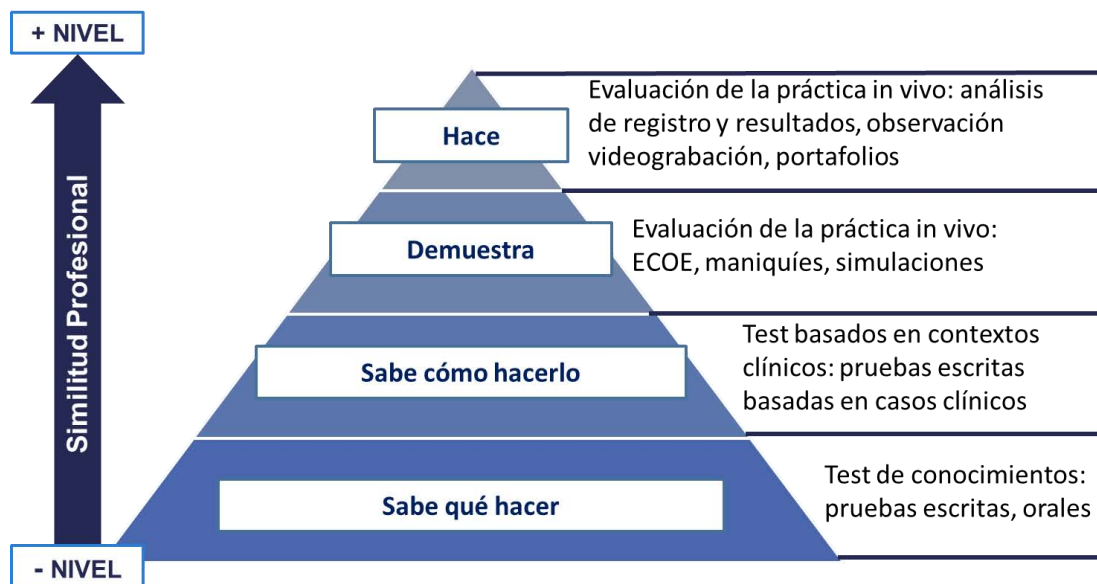 + NIVEL
Similitud Profesional
- NIVEL
Hace
Evaluación de la práctica in vivo: análisis
de registro y resultados, observación
videograbación, portafolios
Demuestra
Evaluación de la práctica in vivo:
ECOE, maniquíes, simulaciones
Sabe cómo hacerlo
Test basados en contextos
clínicos: pruebas escritas
basadas en casos clínicos
Sabe qué hacer
Test de conocimientos:
pruebas escritas, orales